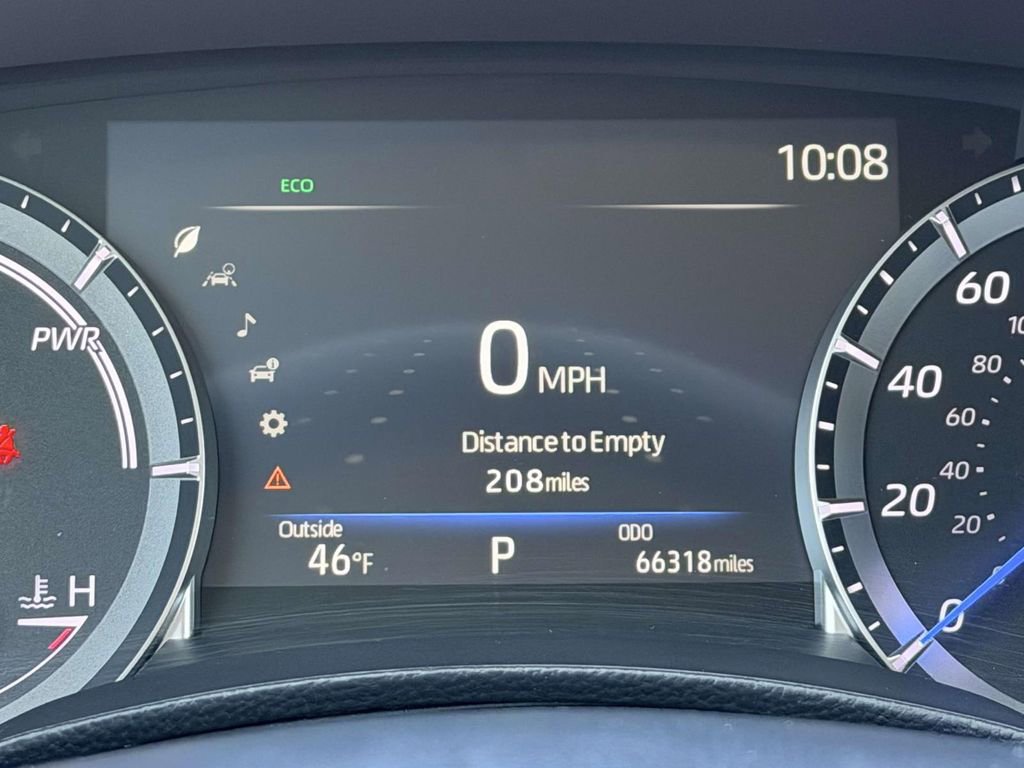 10:08
ECO
PWR
60
100
80
40
60
0 MPH
Distance to Empty
208 miles
40
20
20
Outside
ODO
46°F
P
66318 miles
H
0